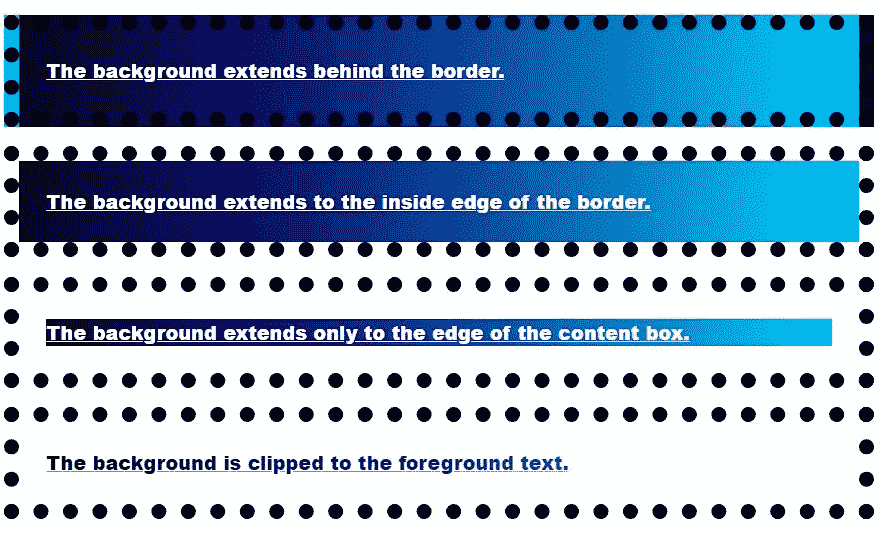 The background extends behind the border.
The background extends to the inside edge of the border.
The background extends only to the edge of the content box.
The background is clipped to the foreground text.